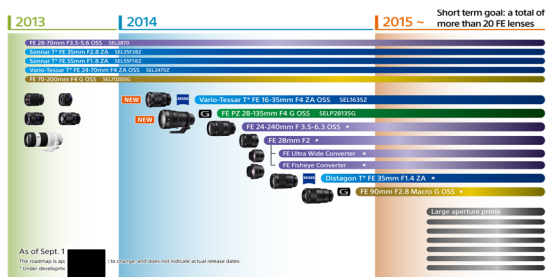 2013
2014
2015 ~
Short term goal: a total of
more than 20 FE lenses
FE 28-70mm F3.5-5.6 OSS SEL2870
Sonnar T* FE 35mm F2.8 ZA SEL35F28Z
Sonnar T* FE 55mm F1.8 ZA SEL55F18Z
Vario-Tessar T* FE 24-70mm F4 ZA OSS SEL2470Z
FE 70-200mm F4 G OSS SEL70200G
NEW
ZEISS
Vario-Tessar T* FE 16-35mm F4 ZA OSS SEL1635Z
NEW
G
FE PZ 28-135mm F4 G OSS SELP28135G
FE 24-240mm F 3.5-6.3 OSS *
FE 28mm F2 *
FE Ultra Wide Converter *
FE Fisheye Converter *
ZEISS
Distagon T* FE 35mm F1.4 ZA *
G
FE 90mm F2.8 Macro G OSS *
Large aperture prime
As of Sept. 1
The roadmap is to change, and does not indicate actual release dates.
* Under